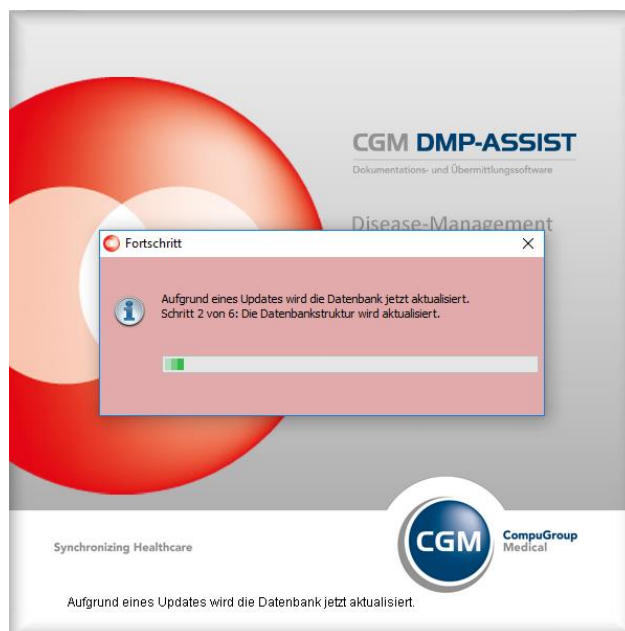 CGM DMP-ASSIST
Dokumentations- und Übermittlungssoftware
Disease-Management
Fortschritt
Aufgrund eines Updates wird die Datenbank jetzt aktualisiert.
Schritt 2 von 6: Die Datenbankstruktur wird aktualisiert.
Synchronizing Healthcare
CGM
CompuGroup
Medical
Aufgrund eines Updates wird die Datenbank jetzt aktualisiert.